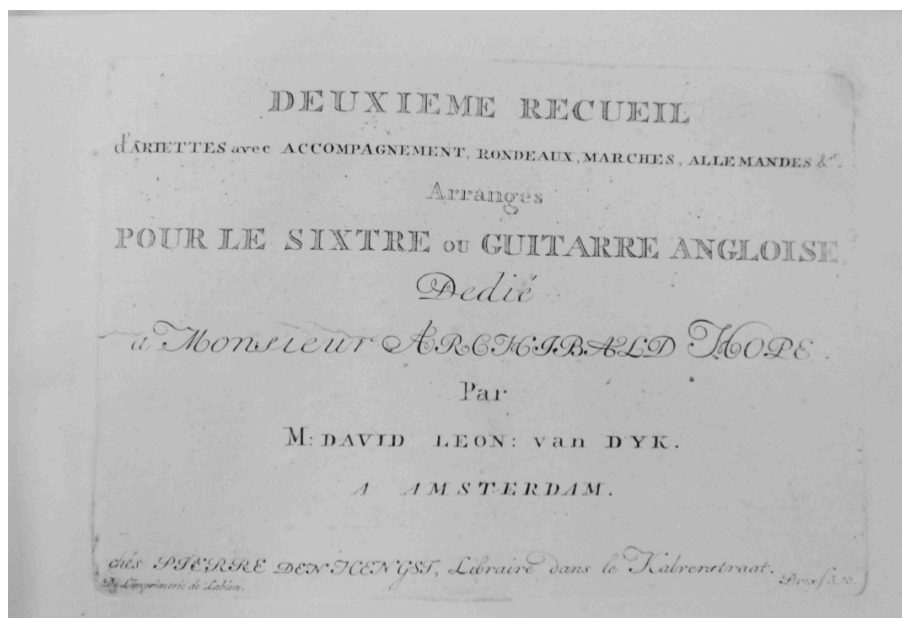 DEUXIEME RECUEIL
d'ARIETTES avec ACCOMPAGNEMENT, RONDEAUX, MARCHES, ALLEMANDES &c.
Arrangés
POUR LE SIXTRE OU GUITARRE ANGLOISE
Dedié
a Monsieur ARCHIBALD HOPE.
Par
M: DAVID LEON: van DYK.
A AMSTERDAM.
chés PIERRE DEN HENGST, Libraire dans le Kalverstraat.
De L'imprimerie de